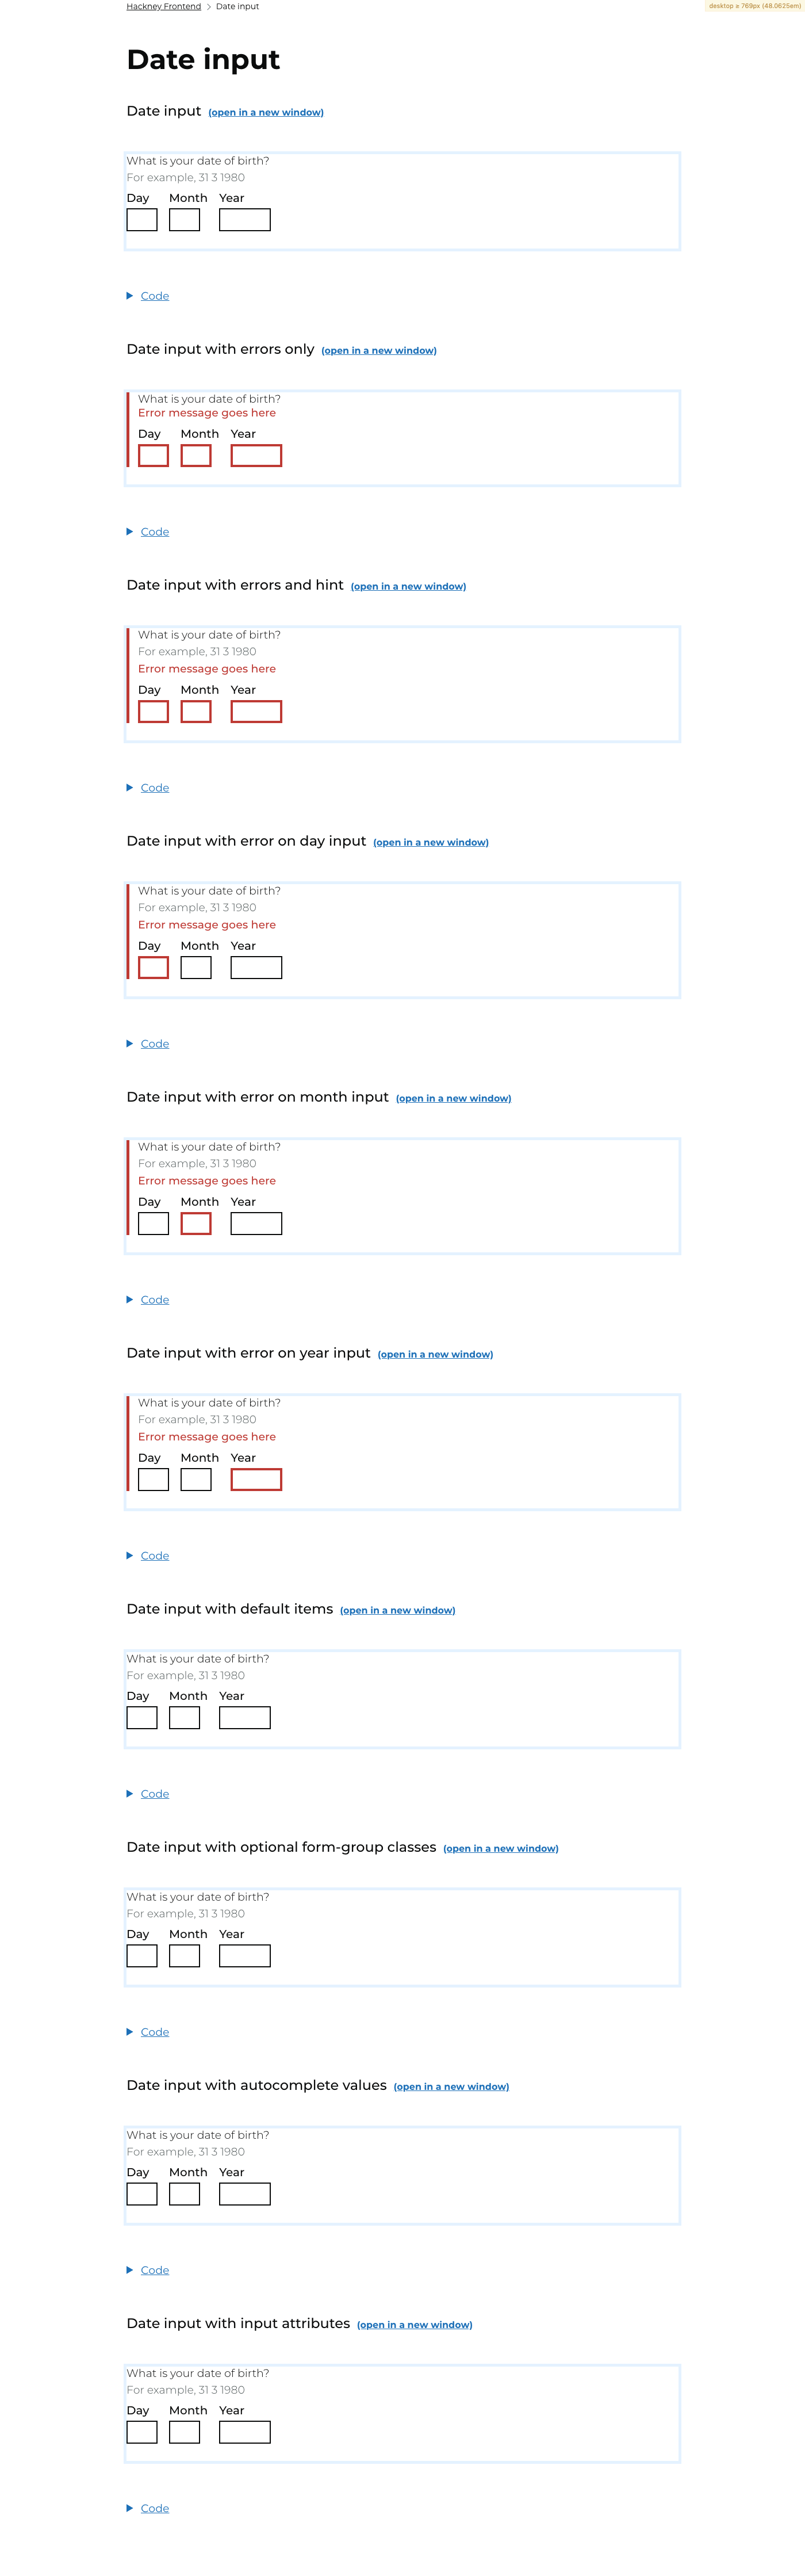 Hackney Frontend > Date input
desktop ≥ 769px (48.0625em)
Date input
Date input (open in a new window)
What is your date of birth?
For example, 31 3 1980
Day Month Year
Code
Date input with errors only (open in a new window)
What is your date of birth?
Error message goes here
Day Month Year
Code
Date input with errors and hint (open in a new window)
What is your date of birth?
For example, 31 3 1980
Error message goes here
Day Month Year
Code
Date input with error on day input (open in a new window)
What is your date of birth?
For example, 31 3 1980
Error message goes here
Day Month Year
Code
Date input with error on month input (open in a new window)
What is your date of birth?
For example, 31 3 1980
Error message goes here
Day Month Year
Code
Date input with error on year input (open in a new window)
What is your date of birth?
For example, 31 3 1980
Error message goes here
Day Month Year
Code
Date input with default items (open in a new window)
What is your date of birth?
For example, 31 3 1980
Day Month Year
Code
Date input with optional form-group classes (open in a new window)
What is your date of birth?
For example, 31 3 1980
Day Month Year
Code
Date input with autocomplete values (open in a new window)
What is your date of birth?
For example, 31 3 1980
Day Month Year
Code
Date input with input attributes (open in a new window)
What is your date of birth?
For example, 31 3 1980
Day Month Year
Code